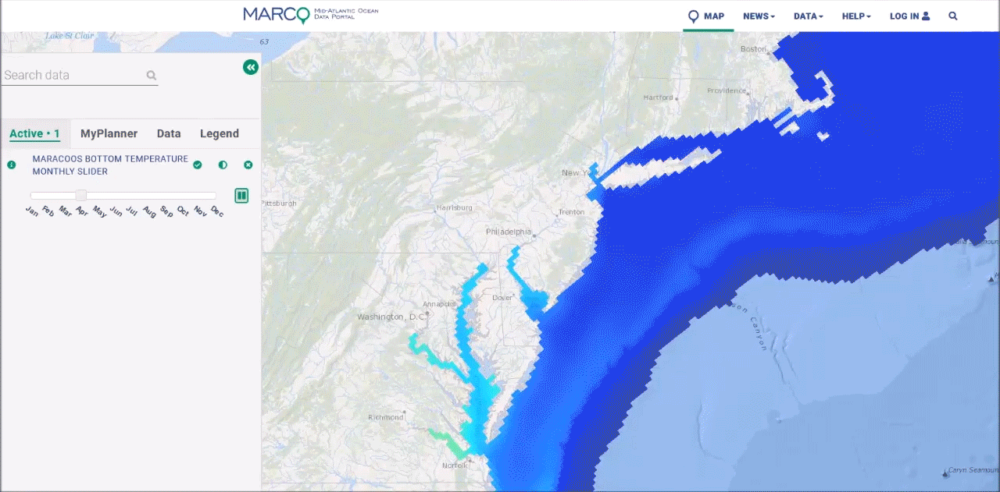 MARCO MID-ATLANTIC OCEAN
DATA PORTAL
MAP NEWS DATA HELP LOG IN
Lake St Clair
63
Search data
Active • 1 MyPlanner Data Legend
MARACOOS BOTTOM TEMPERATURE
MONTHLY SLIDER
Jan Feb Mar Apr May Jun Jul Aug Sep Oct Nov Dec
Boston
Providence
Hartford
New Yo
Pittsburgh
Harrisburg
Trenton
Philadelphia
Dover
Annapolis
Washington, D.C.
son Canyon
Richmond
Norfolk
Caryn Seamoun